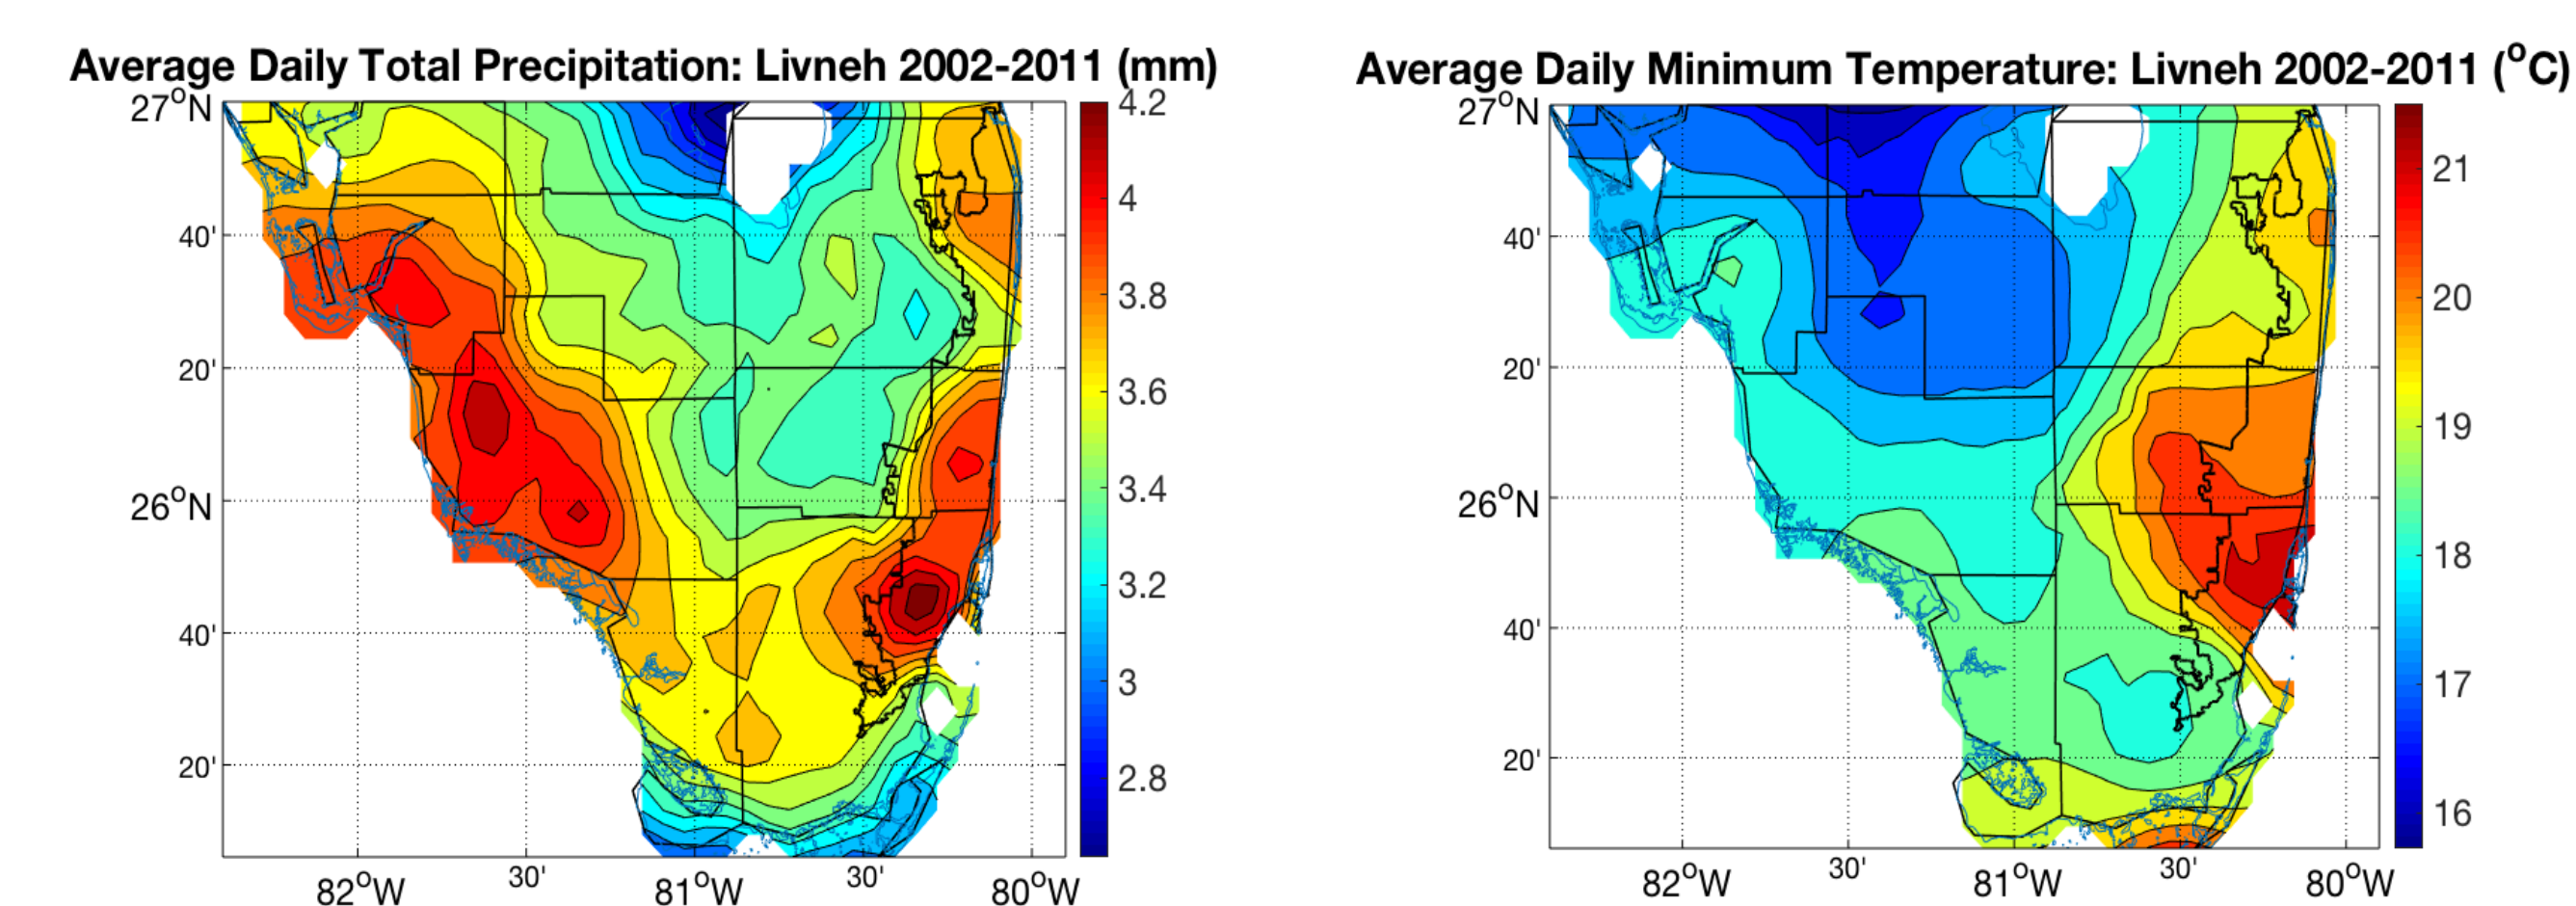 Average Daily Total Precipitation: Livneh 2002-2011 (mm)
27°N
40'
20'
26°N
40'
20'
82°W
30'
81°W
30'
80°W
4.2
4
3.8
3.6
3.4
3.2
3
2.8
Average Daily Minimum Temperature: Livneh 2002-2011 (°C)
27°N
40'
20'
26°N
40'
20'
82°W
30'
81°W
30'
80°W
21
20
19
18
17
16